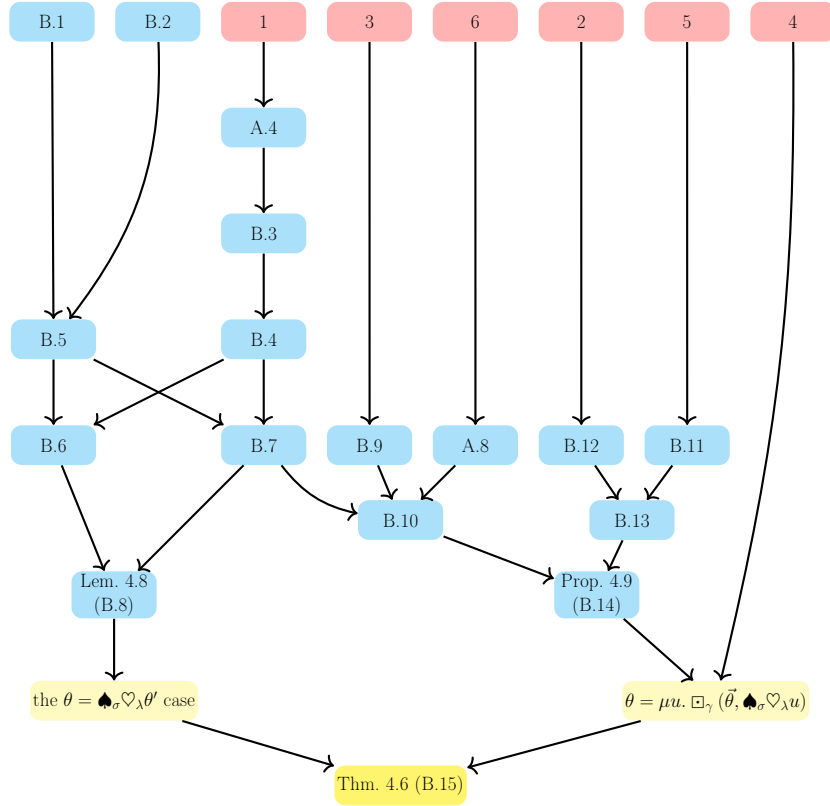 B.1 B.2 1 3 6 2 5 4
A.4
B.3
B.5 B.4
B.6 B.7 B.9 A.8 B.12 B.11
B.10 B.13
Lem. 4.8 Prop. 4.9
(B.8) (B.14)
the θ = ♠σ♡λθ′ case θ = μu. ⊡γ (θ⃗, ♠σ♡λu)
Thm. 4.6 (B.15)